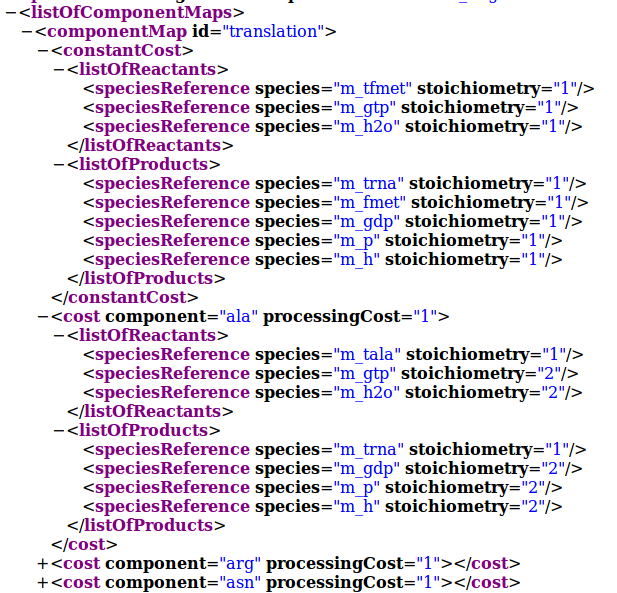 −<listOfComponentMaps>
−<componentMap id="translation">
−<constantCost>
−<listOfReactants>
<speciesReference species="m_tfmet" stoichiometry="1"/>
<speciesReference species="m_gtp" stoichiometry="1"/>
<speciesReference species="m_h2o" stoichiometry="1"/>
</listOfReactants>
−<listOfProducts>
<speciesReference species="m_trna" stoichiometry="1"/>
<speciesReference species="m_fmet" stoichiometry="1"/>
<speciesReference species="m_gdp" stoichiometry="1"/>
<speciesReference species="m_p" stoichiometry="1"/>
<speciesReference species="m_h" stoichiometry="1"/>
</listOfProducts>
</constantCost>
−<cost component="ala" processingCost="1">
−<listOfReactants>
<speciesReference species="m_tala" stoichiometry="1"/>
<speciesReference species="m_gtp" stoichiometry="2"/>
<speciesReference species="m_h2o" stoichiometry="2"/>
</listOfReactants>
−<listOfProducts>
<speciesReference species="m_trna" stoichiometry="1"/>
<speciesReference species="m_gdp" stoichiometry="2"/>
<speciesReference species="m_p" stoichiometry="2"/>
<speciesReference species="m_h" stoichiometry="2"/>
</listOfProducts>
</cost>
+<cost component="arg" processingCost="1"></cost>
+<cost component="asn" processingCost="1"></cost>